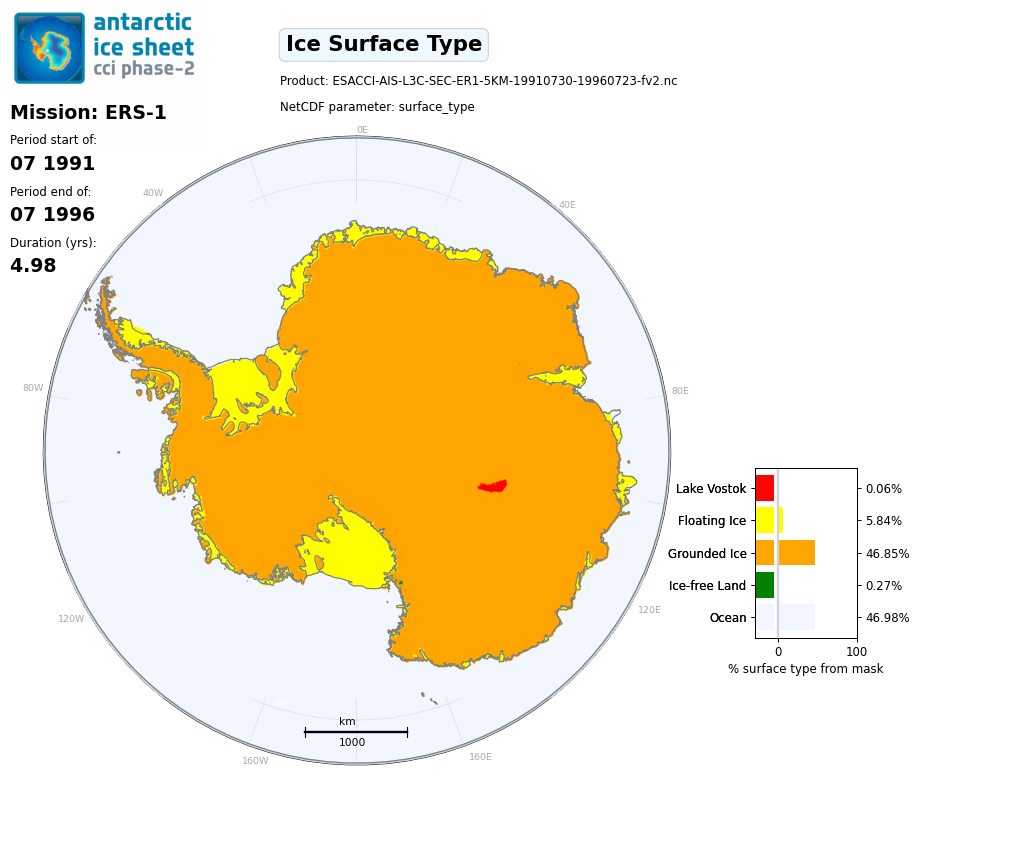 antarctic
ice sheet
cci phase-2
Ice Surface Type
Product: ESACCI-AIS-L3C-SEC-ER1-5KM-19910730-19960723-fv2.nc
NetCDF parameter: surface_type
Mission: ERS-1
Period start of:
07 1991
Period end of:
07 1996
Duration (yrs):
4.98
0E
40W
40E
80W
80E
120W
120E
160W
160E
km
1000
Lake Vostok 0.06%
Floating Ice 5.84%
Grounded Ice 46.85%
Ice-free Land 0.27%
Ocean 46.98%
0 100
% surface type from mask